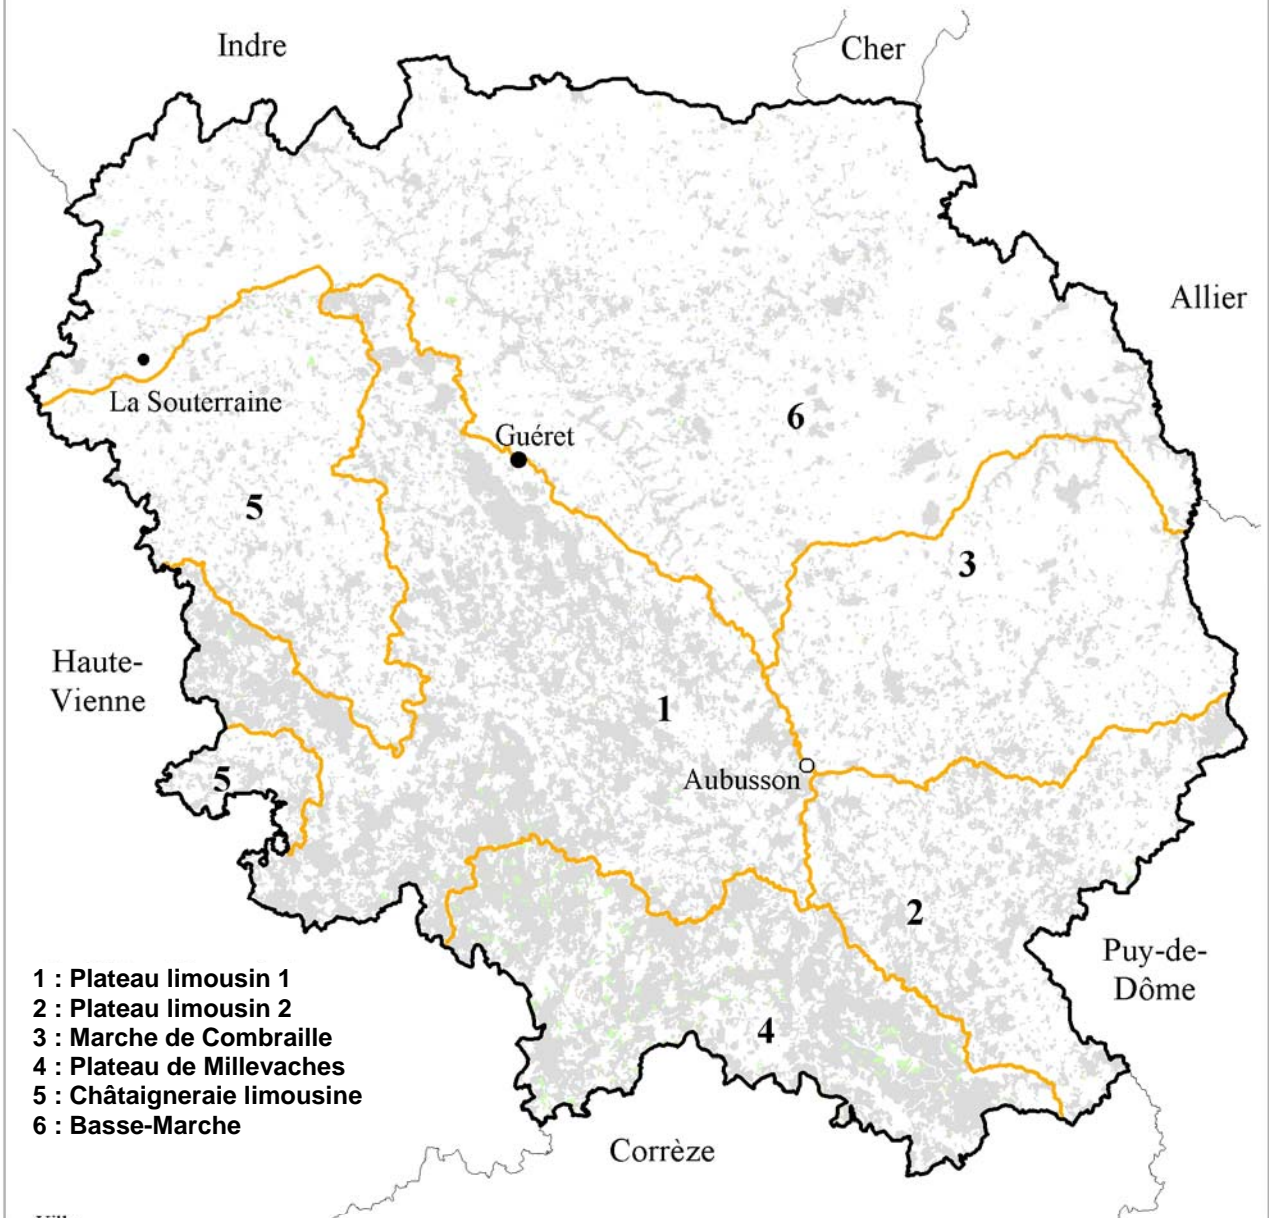 Indre
Cher
Allier
La Souterraine
6
Guéret
5
3
Haute-
Vienne
1
5
Aubusson
2
Puy-de-
Dôme
1 : Plateau limousin 1
2 : Plateau limousin 2
3 : Marche de Combraille
4 : Plateau de Millevaches
5 : Châtaigneraie limousine
6 : Basse-Marche
4
Corrèze